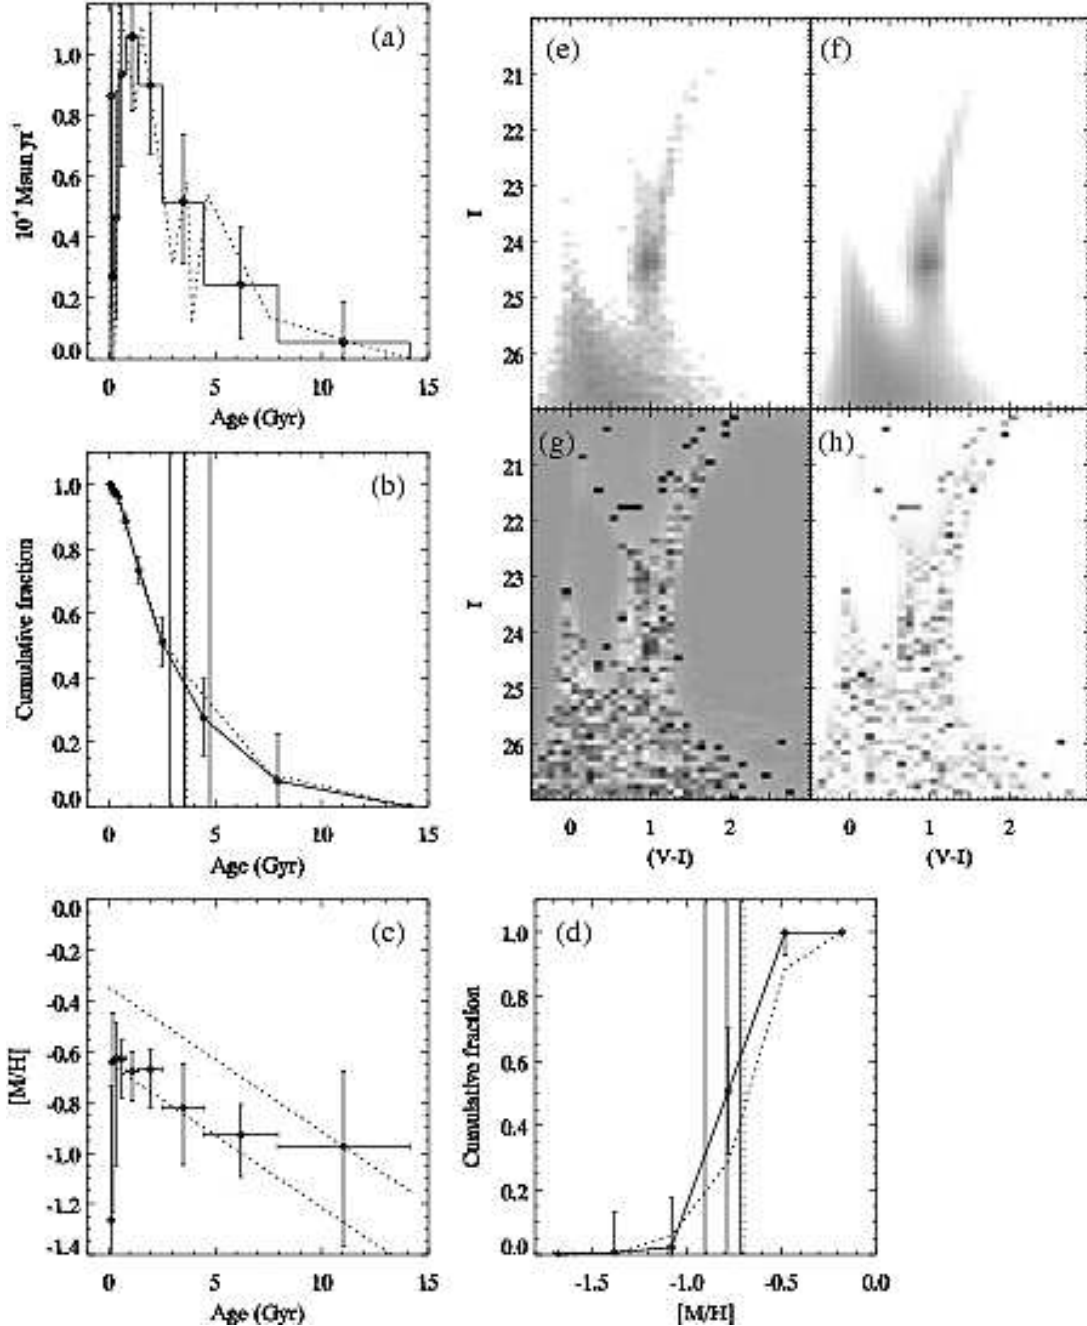 (a)
1.0
0.8
0.6
0.4
0.2
0.0
10⁻⁴ Msun yr⁻¹
0 5 10 15
Age (Gyr)
(b)
1.0
0.8
0.6
0.4
0.2
0.0
Cumulative fraction
0 5 10 15
Age (Gyr)
(c)
0.0
-0.2
-0.4
-0.6
-0.8
-1.0
-1.2
-1.4
[M/H]
0 5 10 15
Age (Gyr)
(e)
(f)
21
22
23
24
25
26
I
(g)
(h)
21
22
23
24
25
26
I
0 1 2
(V-I)
0 1 2
(V-I)
(d)
1.0
0.8
0.6
0.4
0.2
0.0
Cumulative fraction
-1.5 -1.0 -0.5 0.0
[M/H]